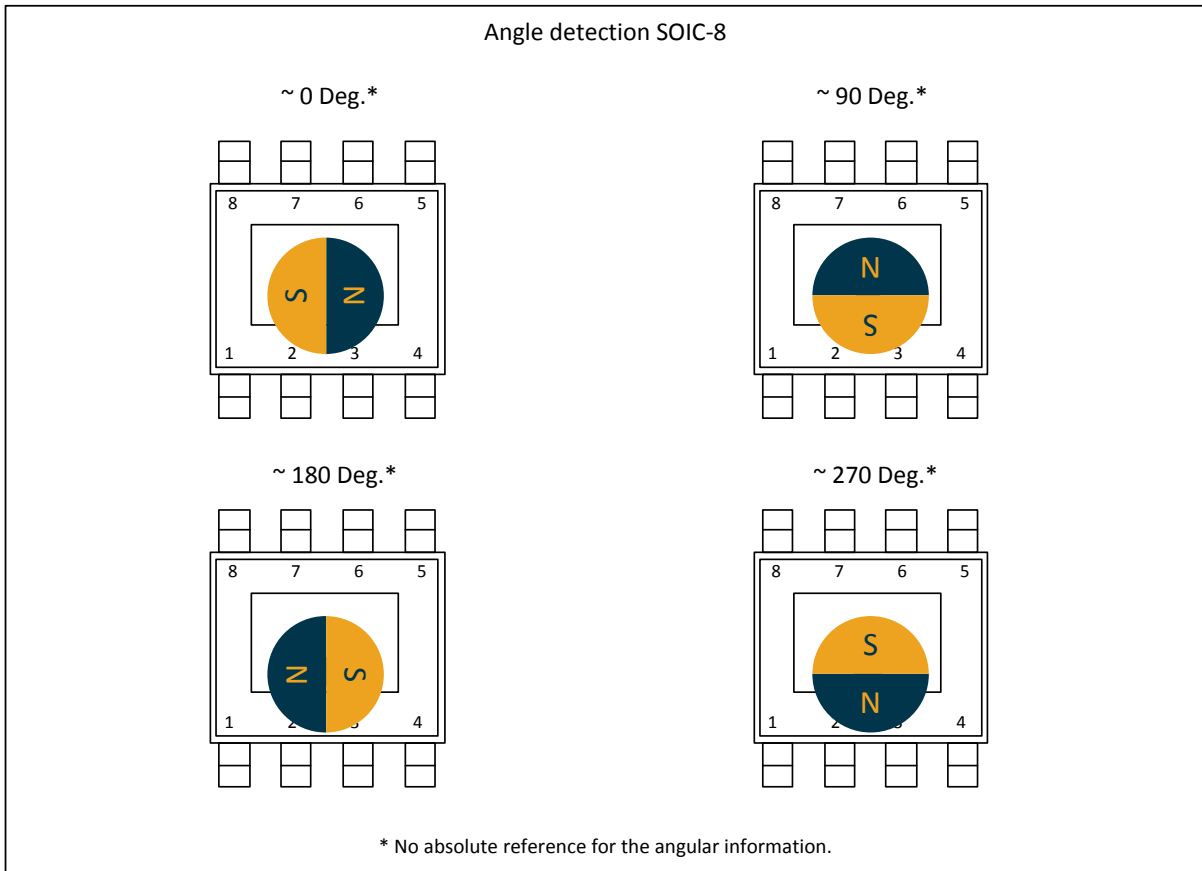 Angle detection SOIC-8
~ 0 Deg.*
~ 90 Deg.*
8 7 6 5
8 7 6 5
S N
N
S
1 2 3 4
1 2 3 4
~ 180 Deg.*
~ 270 Deg.*
8 7 6 5
8 7 6 5
N S
S
N
1 2 3 4
1 2 3 4
* No absolute reference for the angular information.